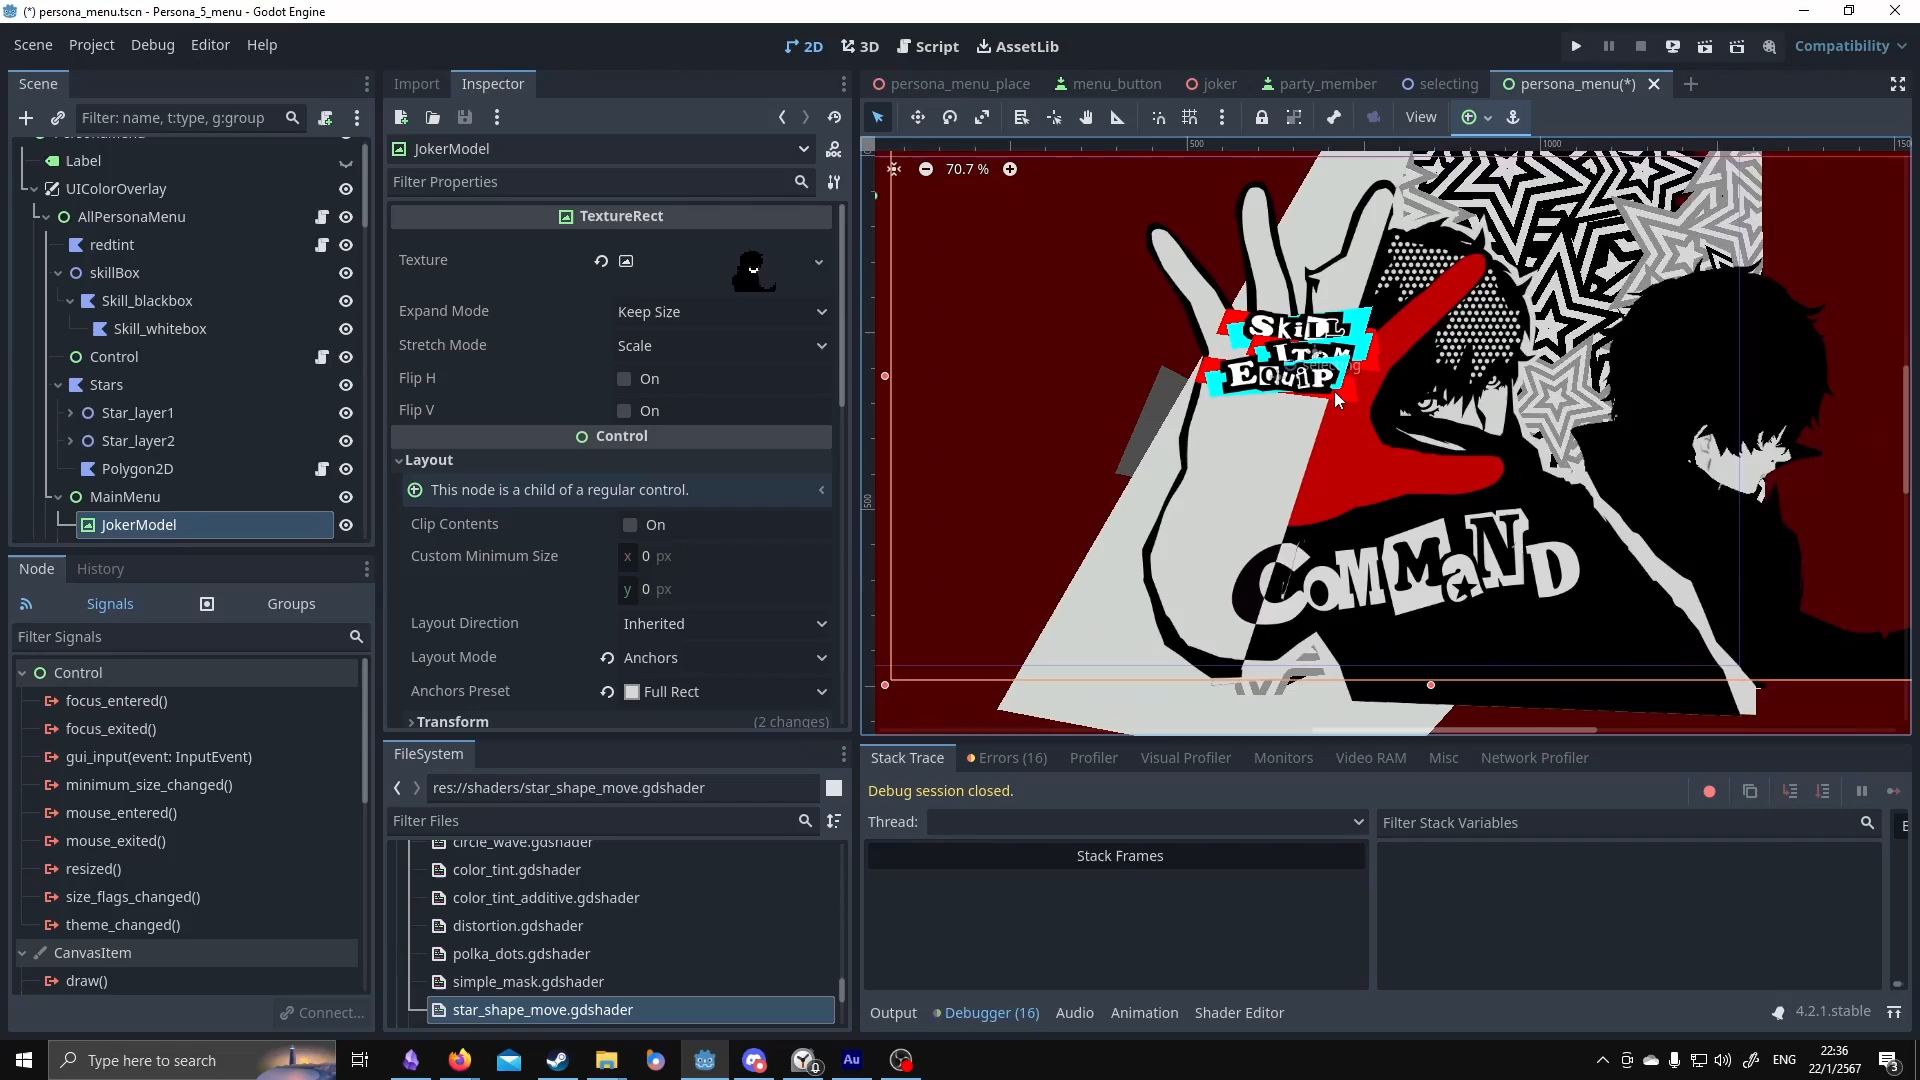 (*) persona_menu.tscn - Persona_5_menu - Godot Engine
Scene Project Debug Editor Help
2D 3D Script AssetLib
Compatibility
Scene
Filter: name, t:type, g:group
Label
UIColorOverlay
AllPersonaMenu
redtint
skillBox
Skill_blackbox
Skill_whitebox
Control
Stars
Star_layer1
Star_layer2
Polygon2D
MainMenu
JokerModel
Node History
Signals Groups
Filter Signals
Control
focus_entered()
focus_exited()
gui_input(event: InputEvent)
minimum_size_changed()
mouse_entered()
mouse_exited()
resized()
size_flags_changed()
theme_changed()
CanvasItem
draw()
Connect...
Import Inspector
JokerModel
Filter Properties
TextureRect
Texture
Expand Mode Keep Size
Stretch Mode Scale
Flip H On
Flip V On
Control
Layout
This node is a child of a regular control.
Clip Contents On
Custom Minimum Size x 0 px
y 0 px
Layout Direction Inherited
Layout Mode Anchors
Anchors Preset Full Rect
Transform (2 changes)
FileSystem
res://shaders/star_shape_move.gdshader
Filter Files
circle_wave.gdshader
color_tint.gdshader
color_tint_additive.gdshader
distortion.gdshader
polka_dots.gdshader
simple_mask.gdshader
star_shape_move.gdshader
persona_menu_place menu_button joker party_member selecting persona_menu(*)
View
500 1000 1500
70.7 %
500
SkiLL
ITem
EQuiP
selecting
CoMMaND
Stack Trace Errors (16) Profiler Visual Profiler Monitors Video RAM Misc Network Profiler
Debug session closed.
Thread: Filter Stack Variables
Stack Frames
Output Debugger (16) Audio Animation Shader Editor
4.2.1.stable
Type here to search
Au
ENG
22:36
22/1/2567
3